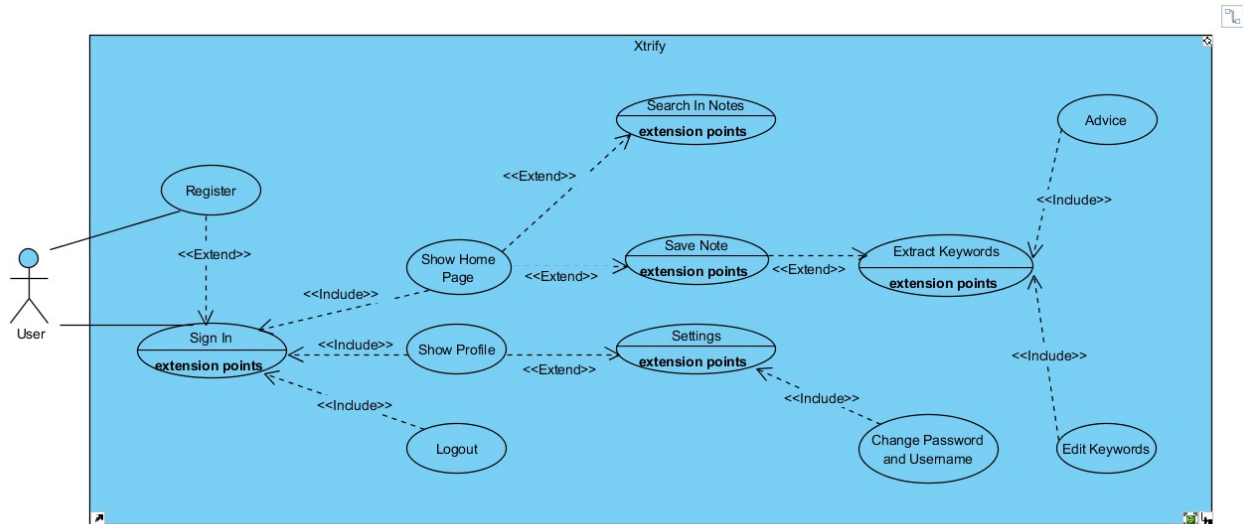 Xtrify
Search In Notes
extension points
Advice
<<Extend>>
Register
<<Include>>
<<Extend>>
Show Home
Page
Save Note
extension points
<<Extend>>
<<Extend>>
Extract Keywords
extension points
<<Include>>
User
Sign In
extension points
<<Include>>
Show Profile
<<Extend>>
Settings
extension points
<<Include>>
<<Include>>
<<Include>>
Logout
Change Password
and Username
Edit Keywords